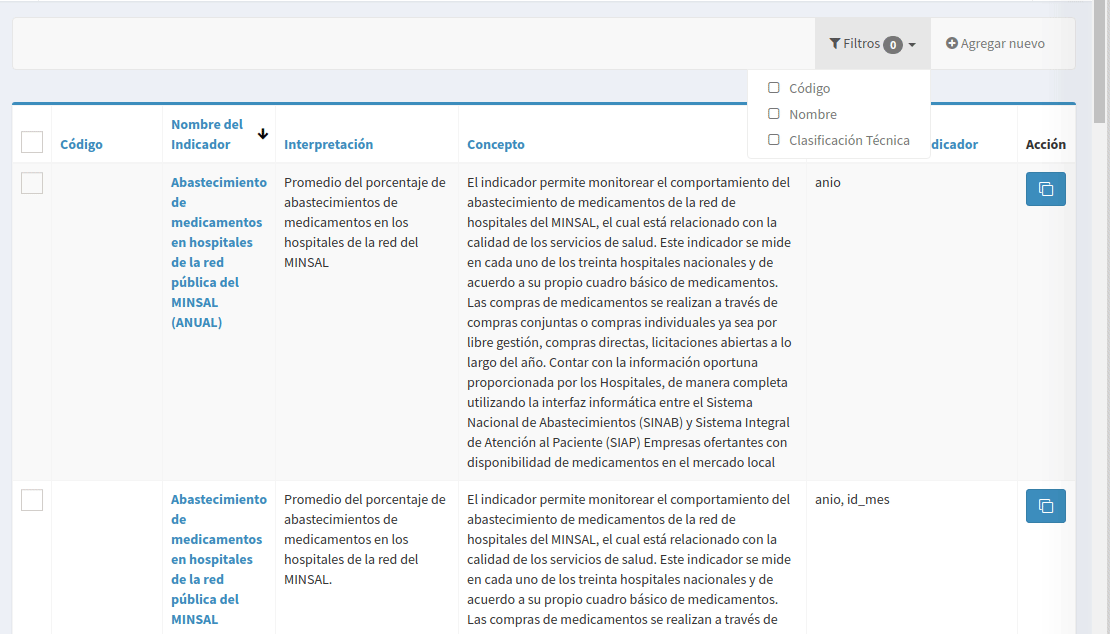 Filtros 0
Agregar nuevo
Código
Nombre
Clasificación Técnica
Código
Nombre del
Indicador
Interpretación
Concepto
dicador
Acción
Abastecimiento
de
medicamentos
en hospitales
de la red
pública del
MINSAL
(ANUAL)
Promedio del porcentaje de
abastecimientos de
medicamentos en los
hospitales de la red del
MINSAL
El indicador permite monitorear el comportamiento del
abastecimiento de medicamentos de la red de
hospitales del MINSAL, el cual está relacionado con la
calidad de los servicios de salud. Este indicador se mide
en cada uno de los treinta hospitales nacionales y de
acuerdo a su propio cuadro básico de medicamentos.
Las compras de medicamentos se realizan a través de
compras conjuntas o compras individuales ya sea por
libre gestión, compras directas, licitaciones abiertas a lo
largo del año. Contar con la información oportuna
proporcionada por los Hospitales, de manera completa
utilizando la interfaz informática entre el Sistema
Nacional de Abastecimientos (SINAB) y Sistema Integral
de Atención al Paciente (SIAP) Empresas ofertantes con
disponibilidad de medicamentos en el mercado local
anio
Abastecimiento
de
medicamentos
en hospitales
de la red
pública del
MINSAL
Promedio del porcentaje de
abastecimientos de
medicamentos en los
hospitales de la red del
MINSAL.
El indicador permite monitorear el comportamiento del
abastecimiento de medicamentos de la red de
hospitales del MINSAL, el cual está relacionado con la
calidad de los servicios de salud. Este indicador se mide
en cada uno de los treinta hospitales nacionales y de
acuerdo a su propio cuadro básico de medicamentos.
Las compras de medicamentos se realizan a través de
anio, id_mes